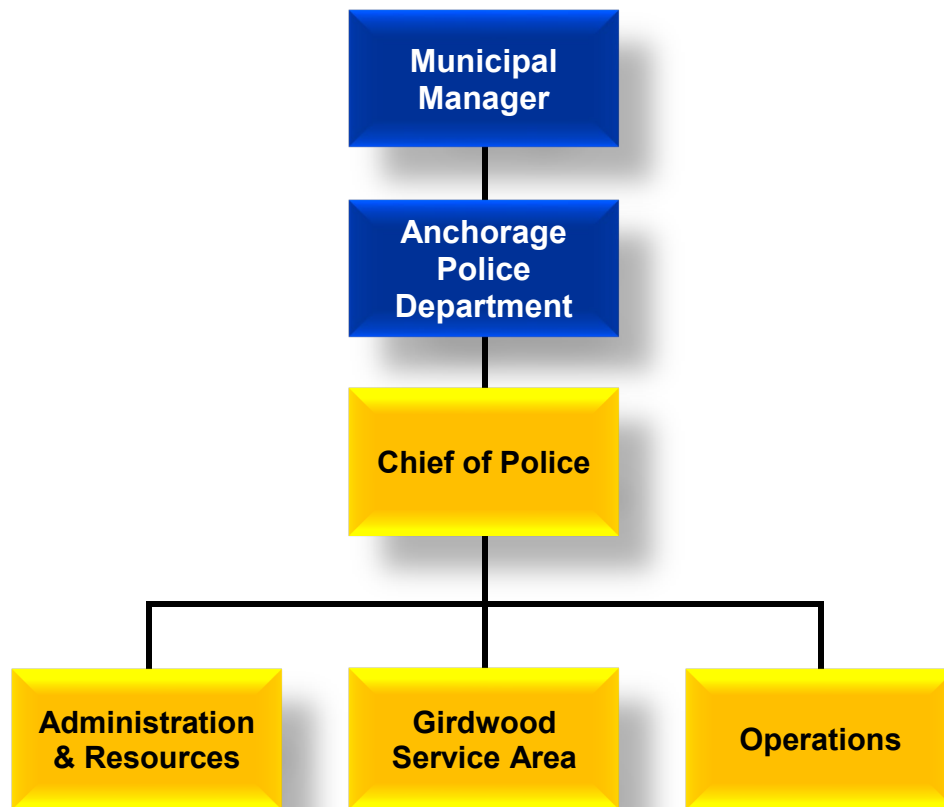 Municipal
Manager
Anchorage
Police
Department
Chief of Police
Administration
& Resources
Girdwood
Service Area
Operations